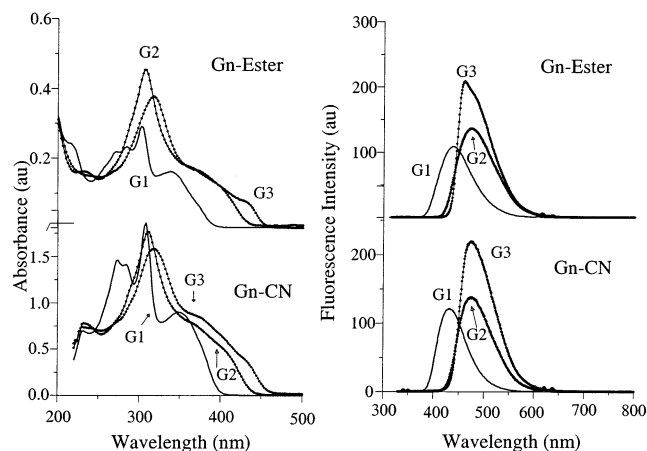 0.6
G2
Gn-Ester
0.4
0.2
G1
G3
Absorbance (au)
1.5
G3
Gn-CN
1.0
G1
0.5
G2
0.0
200 300 400 500
Wavelength (nm)
300
Gn-Ester
G3
200
G1
100
G2
Fluorescence Intensity (au)
Gn-CN
200
G3
G1
100
G2
0
300 400 500 600 700 800
Wavelength (nm)